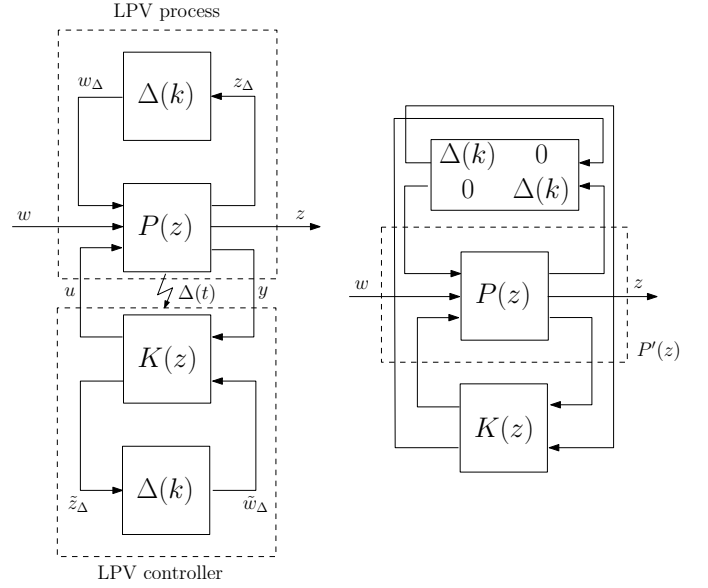 LPV process
w_Δ
Δ(k)
z_Δ
w
P(z)
z
u
Δ(t)
y
K(z)
z̃_Δ
Δ(k)
w̃_Δ
LPV controller
Δ(k) 0
0 Δ(k)
w
P(z)
z
P′(z)
K(z)